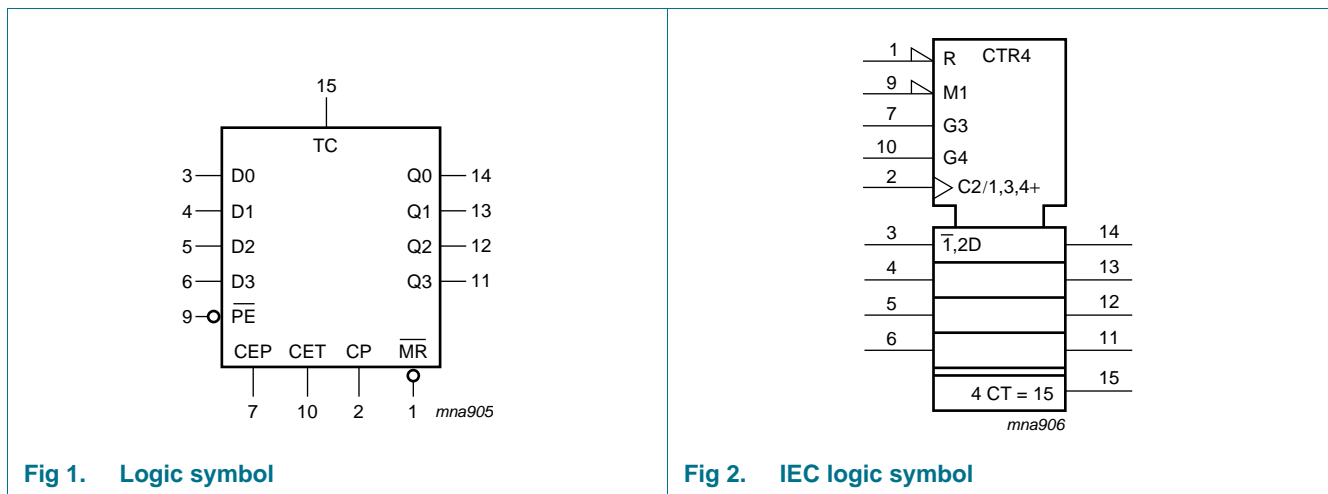 15
TC
3 D0 Q0 14
4 D1 Q1 13
5 D2 Q2 12
6 D3 Q3 11
9 P̅E̅
CEP CET CP M̅R̅
7 10 2 1 mna905
Fig 1. Logic symbol
1 R CTR4
9 M1
7 G3
10 G4
2 C2/1,3,4+
3 1̅,2D 14
4 13
5 12
6 11
15
4 CT = 15
mna906
Fig 2. IEC logic symbol